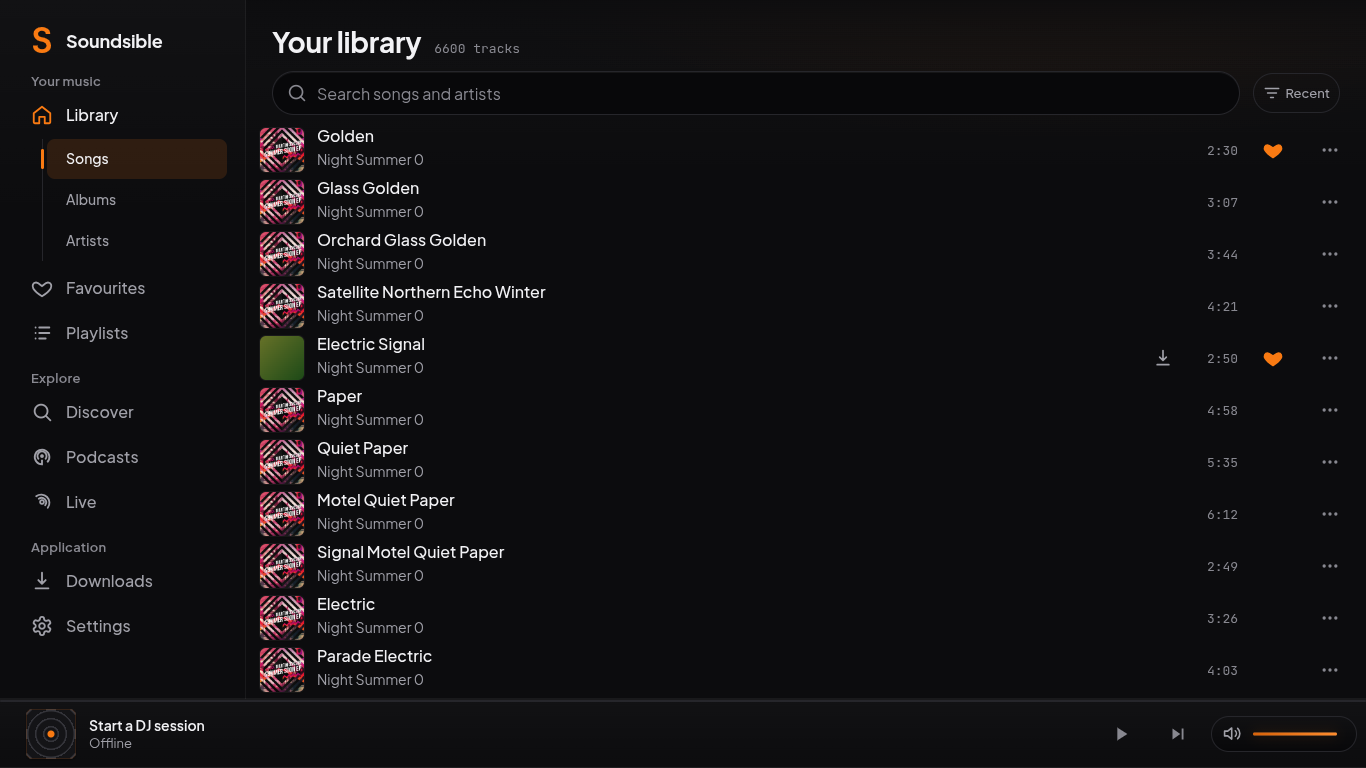 Soundsible
Your music
Library
Songs
Albums
Artists
Favourites
Playlists
Explore
Discover
Podcasts
Live
Application
Downloads
Settings
Your library 6600 tracks
Search songs and artists
Recent
Golden
Night Summer 0
2:30
Glass Golden
Night Summer 0
3:07
Orchard Glass Golden
Night Summer 0
3:44
Satellite Northern Echo Winter
Night Summer 0
4:21
Electric Signal
Night Summer 0
2:50
Paper
Night Summer 0
4:58
Quiet Paper
Night Summer 0
5:35
Motel Quiet Paper
Night Summer 0
6:12
Signal Motel Quiet Paper
Night Summer 0
2:49
Electric
Night Summer 0
3:26
Parade Electric
Night Summer 0
4:03
Start a DJ session
Offline